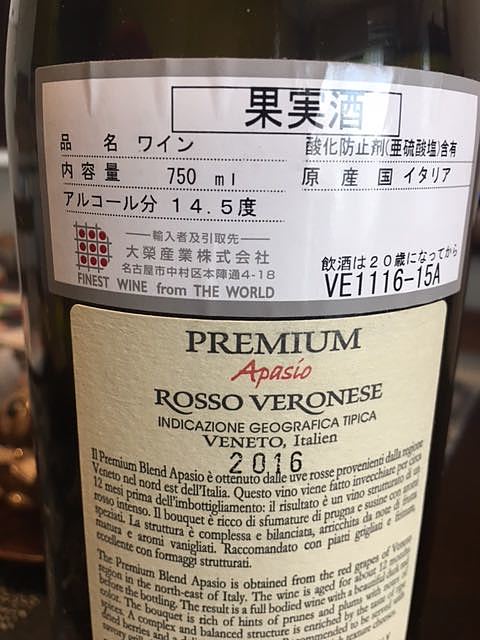 果実酒
品 名 ワイン
酸化防止剤(亜硫酸塩)含有
内容量 750 ml
原産国 イタリア
アルコール分 14.5度
輸入者及引取先
大榮産業株式会社
名古屋市中村区本陣通4-18
FINEST WINE from THE WORLD
飲酒は20歳になってから
VE1116-15A
PREMIUM
Apasio
ROSSO VERONESE
INDICAZIONE GEOGRAFICA TIPICA
VENETO, Italien
2016
Il Premium Blend Apasio è ottenuto dalle uve rosse provenienti dalla regione
Veneto nel nord est dell'Italia. Questo vino viene fatto invecchiare per circa
12 mesi prima dell'imbottigliamento: il risultato è un vino strutturato di un
rosso intenso. Il bouquet è ricco di sfumature di prugna e susine con aromi
speziati. La struttura è complessa e bilanciata, arricchita da note di frutta
matura e aromi vanigliati. Raccomandato con piatti grigliati e
eccellente con formaggi strutturati.
The Premium Blend Apasio is obtained from the red grapes of Veneto
region in the north-east of Italy. The wine is aged for about 12 months
before the bottling. The result is a full bodied wine with a beautiful
color. The bouquet is rich of hints of prunes and plums with
spices. A complex and balanced structure is enriched by the
dried berries and